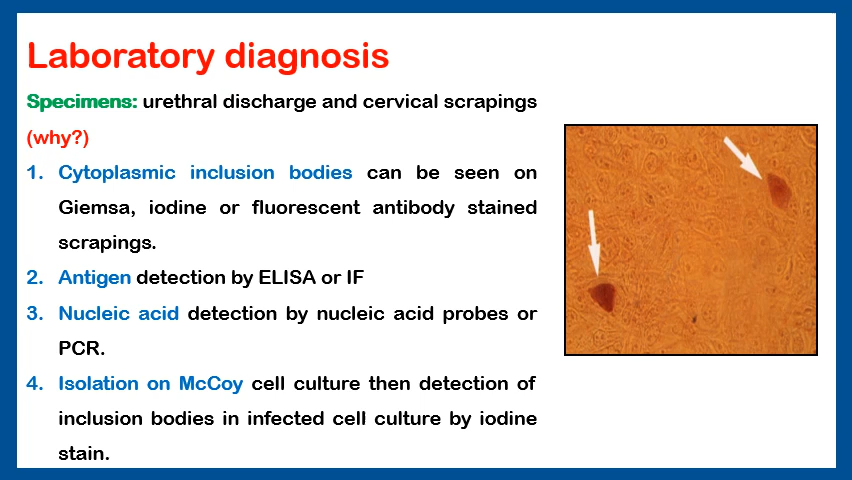 Laboratory diagnosis
Specimens: urethral discharge and cervical scrapings
(why?)
1. Cytoplasmic inclusion bodies can be seen on
Giemsa, iodine or fluorescent antibody stained
scrapings.
2. Antigen detection by ELISA or IF
3. Nucleic acid detection by nucleic acid probes or
PCR.
4. Isolation on McCoy cell culture then detection of
inclusion bodies in infected cell culture by iodine
stain.